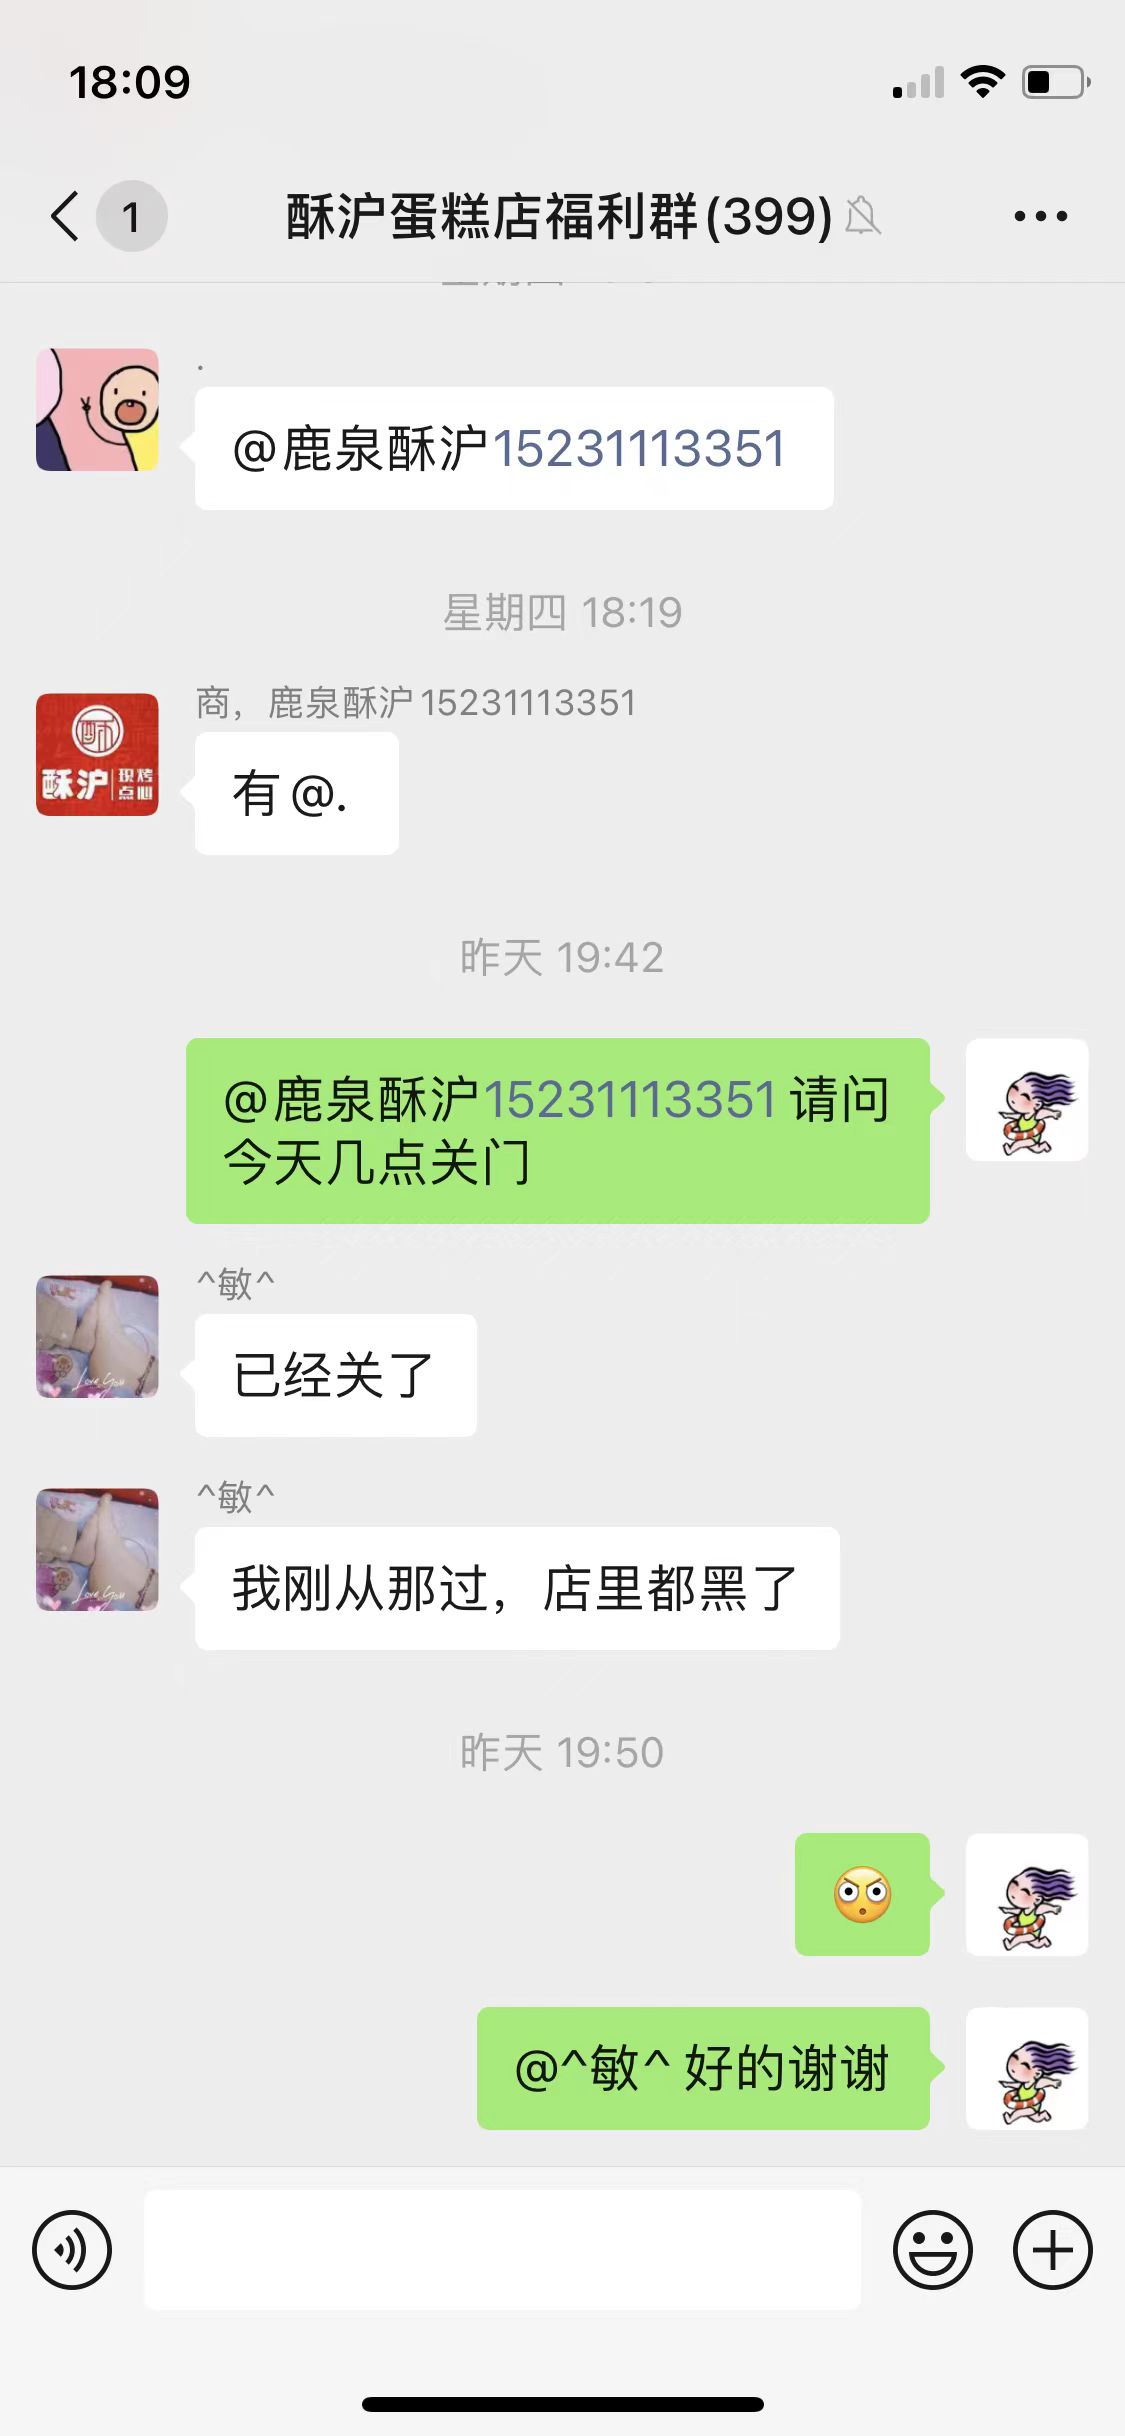 18:09
1
酥沪蛋糕店福利群(399)
.
@鹿泉酥沪15231113351
星期四 18:19
商，鹿泉酥沪15231113351
酥沪 现烤
点心
有 @.
昨天 19:42
@鹿泉酥沪15231113351 请问
今天几点关门
^敏^
已经关了
Love You
^敏^
我刚从那过，店里都黑了
Love You
昨天 19:50
@^敏^ 好的谢谢